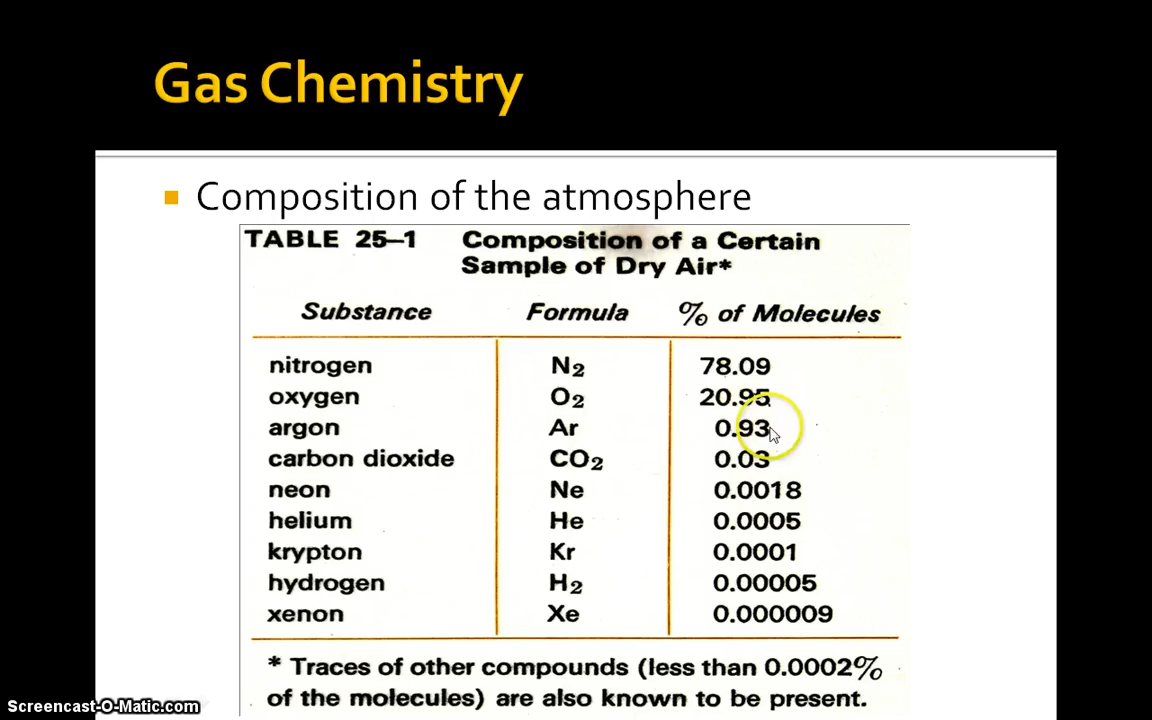 Gas Chemistry
Composition of the atmosphere
TABLE 25–1 Composition of a Certain
Sample of Dry Air*
Substance Formula % of Molecules
nitrogen N₂ 78.09
oxygen O₂ 20.95
argon Ar 0.93
carbon dioxide CO₂ 0.03
neon Ne 0.0018
helium He 0.0005
krypton Kr 0.0001
hydrogen H₂ 0.00005
xenon Xe 0.000009
* Traces of other compounds (less than 0.0002%
of the molecules) are also known to be present.
Screencast-O-Matic.com